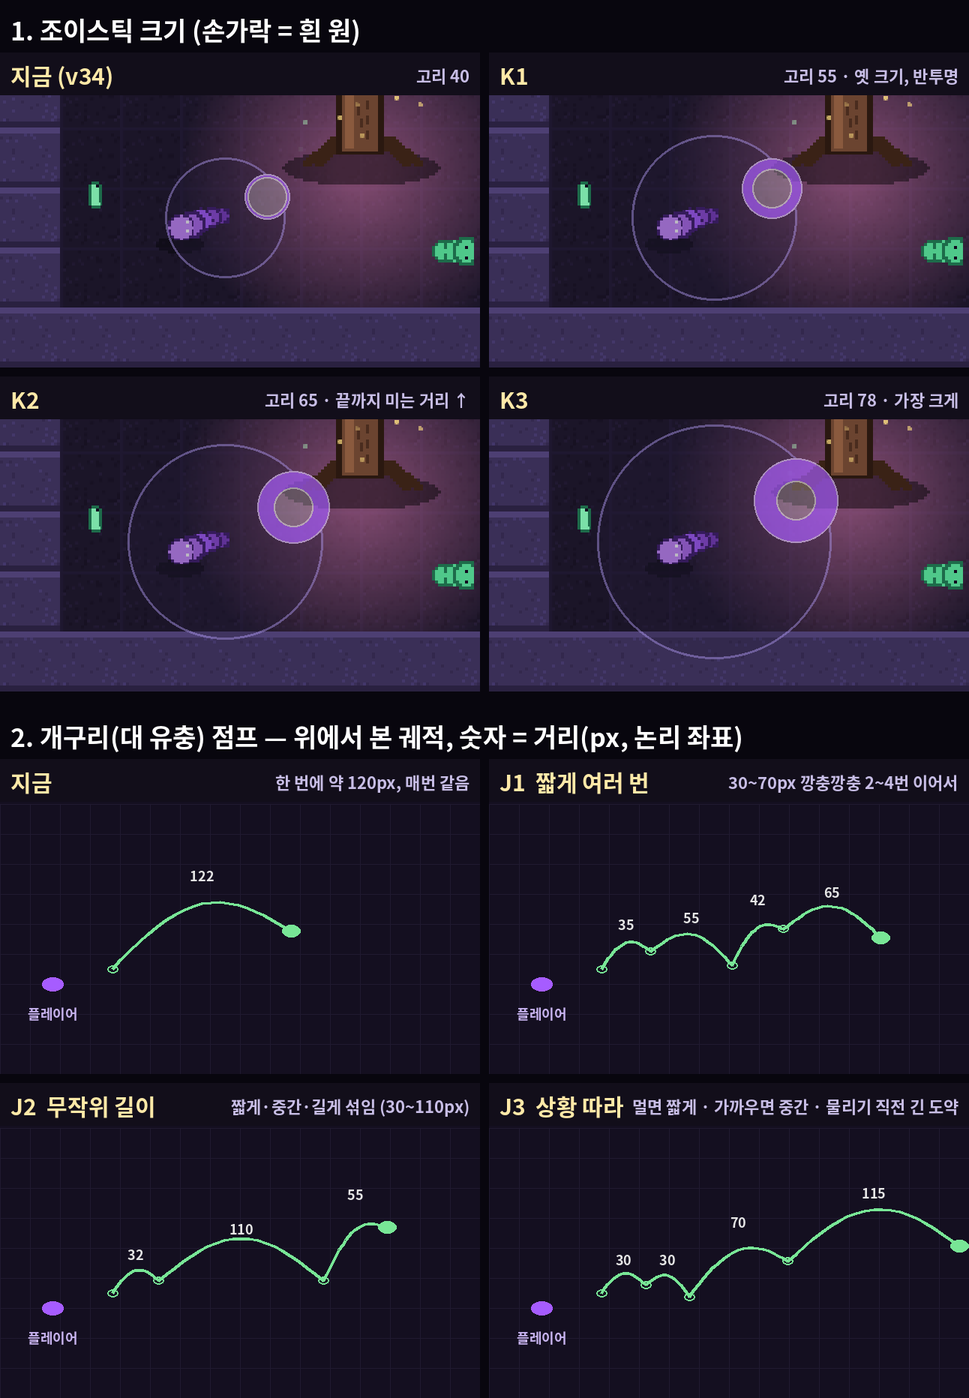 1. 조이스틱 크기 (손가락 = 흰 원)
지금 (v34)
고리 40
K1
고리 55 · 옛 크기, 반투명
K2
고리 65 · 끝까지 미는 거리 ↑
K3
고리 78 · 가장 크게
2. 개구리(대 유충) 점프 — 위에서 본 궤적, 숫자 = 거리(px, 논리 좌표)
지금
한 번에 약 120px, 매번 같음
122
플레이어
J1 짧게 여러 번
30~70px 깡충깡충 2~4번 이어서
35
55
42
65
플레이어
J2 무작위 길이
짧게·중간·길게 섞임 (30~110px)
32
110
55
플레이어
J3 상황 따라
멀면 짧게 · 가까우면 중간 · 물리기 직전 긴 도약
30
30
70
115
플레이어